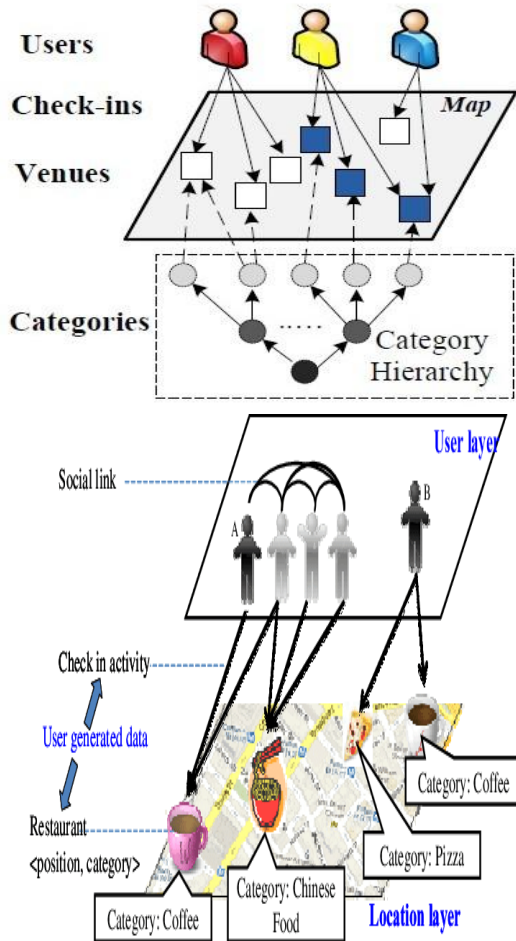 Users
Check-ins
Map
Venues
Categories
.....
Category
Hierarchy
User layer
Social link
A
B
Check in activity
User generated data
Category: Coffee
Restaurant
<position, category>
Category: Pizza
Category: Chinese
Food
Category: Coffee
Location layer